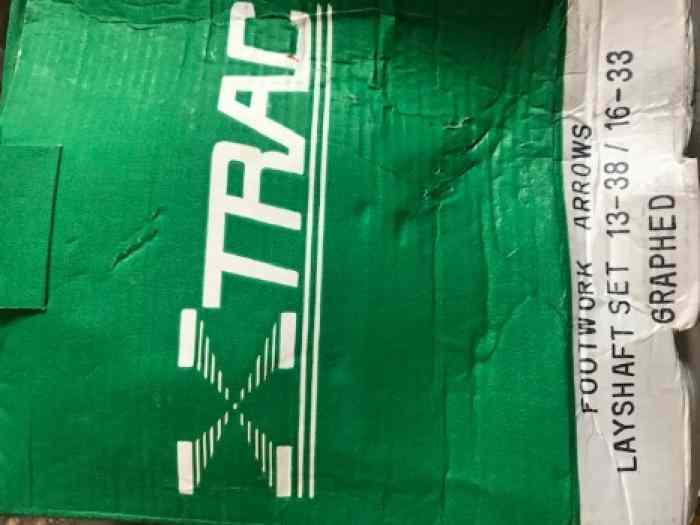 XTRAC
FOOTWORK ARROWS
LAYSHAFT SET 13-38 / 16-33
GRAPHED